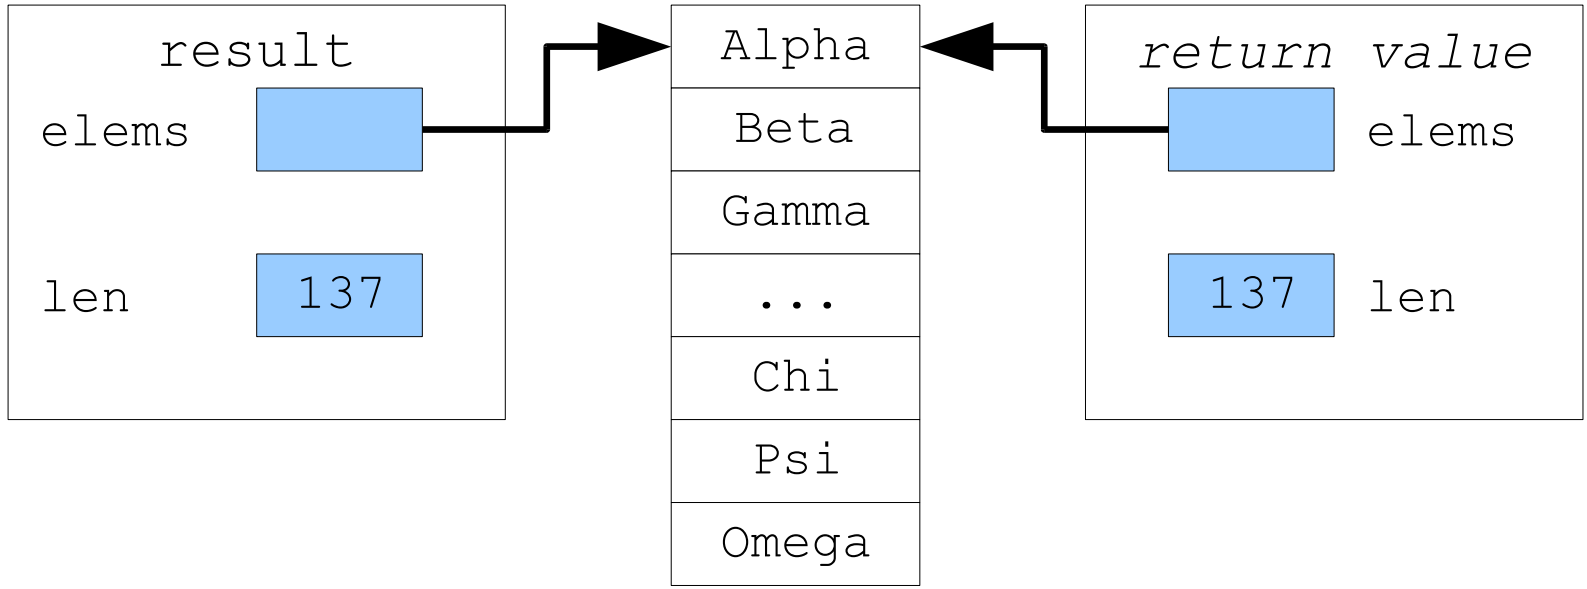 result
elems
len
137
Alpha
Beta
Gamma
...
Chi
Psi
Omega
return value
elems
137
len